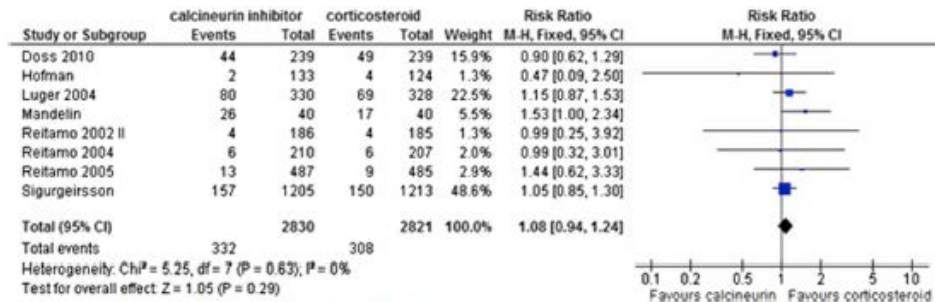 calcineurin inhibitor corticosteroid Risk Ratio Risk Ratio
Study or Subgroup Events Total Events Total Weight M-H, Fixed, 95% CI M-H, Fixed, 95% CI
Doss 2010 44 239 49 239 15.9% 0.90 [0.62, 1.29]
Hofman 2 133 4 124 1.3% 0.47 [0.09, 2.50]
Luger 2004 80 330 69 328 22.5% 1.15 [0.87, 1.53]
Mandelin 26 40 17 40 5.5% 1.53 [1.00, 2.34]
Reitamo 2002 II 4 186 4 185 1.3% 0.99 [0.25, 3.92]
Reitamo 2004 6 210 6 207 2.0% 0.99 [0.32, 3.01]
Reitamo 2005 13 487 9 485 2.9% 1.44 [0.62, 3.33]
Sigurgeirsson 157 1205 150 1213 48.6% 1.05 [0.85, 1.30]
Total (95% CI) 2830 2821 100.0% 1.08 [0.94, 1.24]
Total events 332 308
Heterogeneity: Chi² = 5.25, df = 7 (P = 0.63); I² = 0%
Test for overall effect: Z = 1.05 (P = 0.29)
0.1 0.2 0.5 1 2 5 10
Favours calcineurin Favours corticosteroid